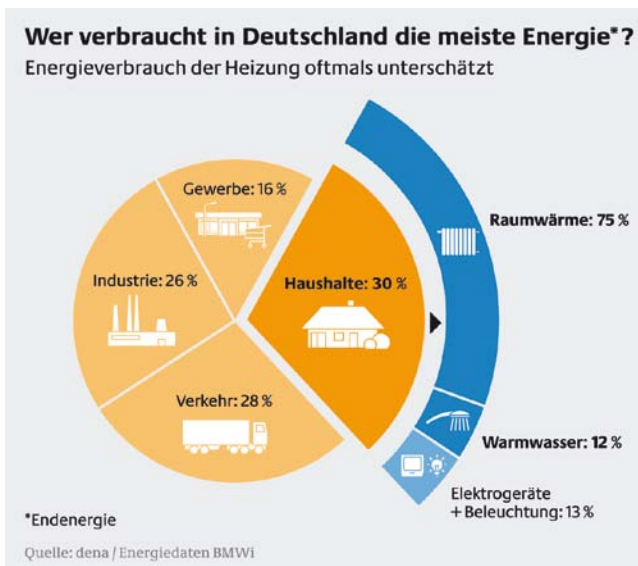 Wer verbraucht in Deutschland die meiste Energie*?
Energieverbrauch der Heizung oftmals unterschätzt
Gewerbe: 16 %
Raumwärme: 75 %
Industrie: 26 %
Haushalte: 30 %
Verkehr: 28 %
Warmwasser: 12 %
Elektrogeräte
+ Beleuchtung: 13 %
*Endenergie
Quelle: dena / Energiedaten BMWi